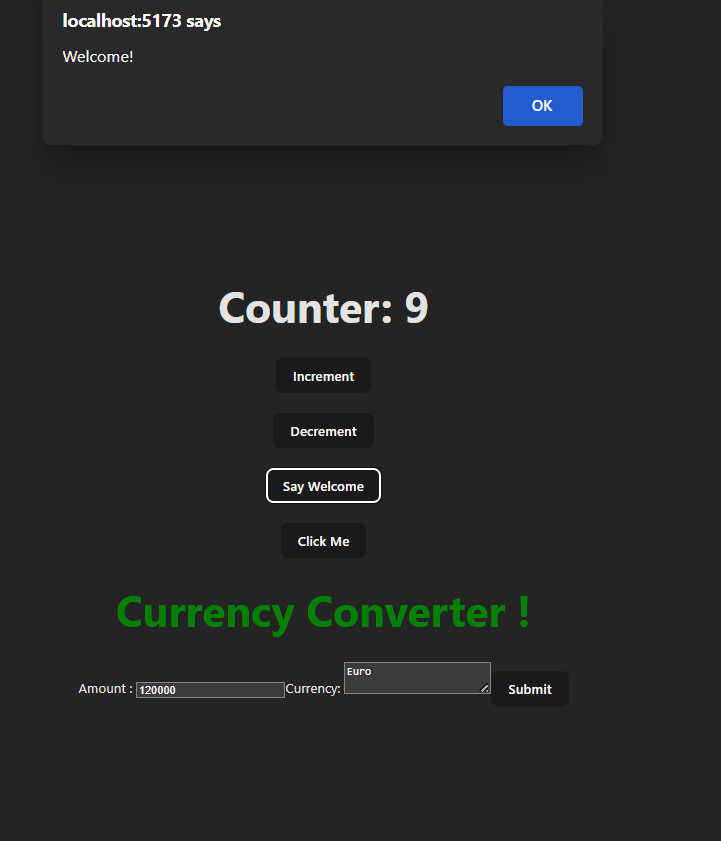 localhost:5173 says
Welcome!
OK
Counter: 9
Increment
Decrement
Say Welcome
Click Me
Currency Converter !
Amount : 120000 Currency: Euro Submit